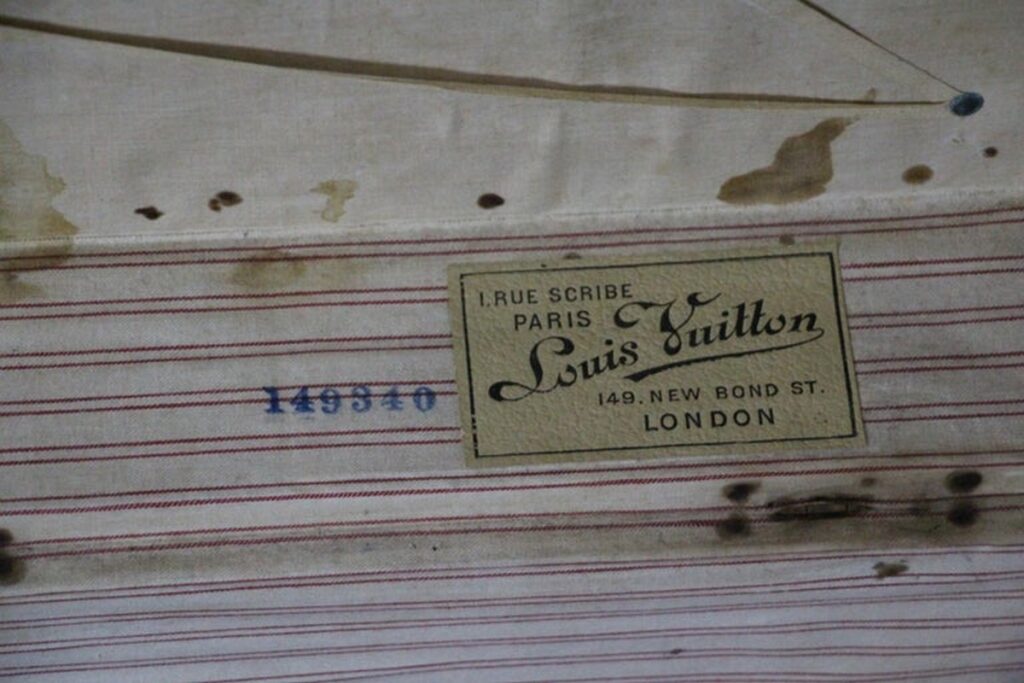 1. RUE SCRIBE
PARIS
Louis Vuitton
149. NEW BOND ST.
LONDON
149340